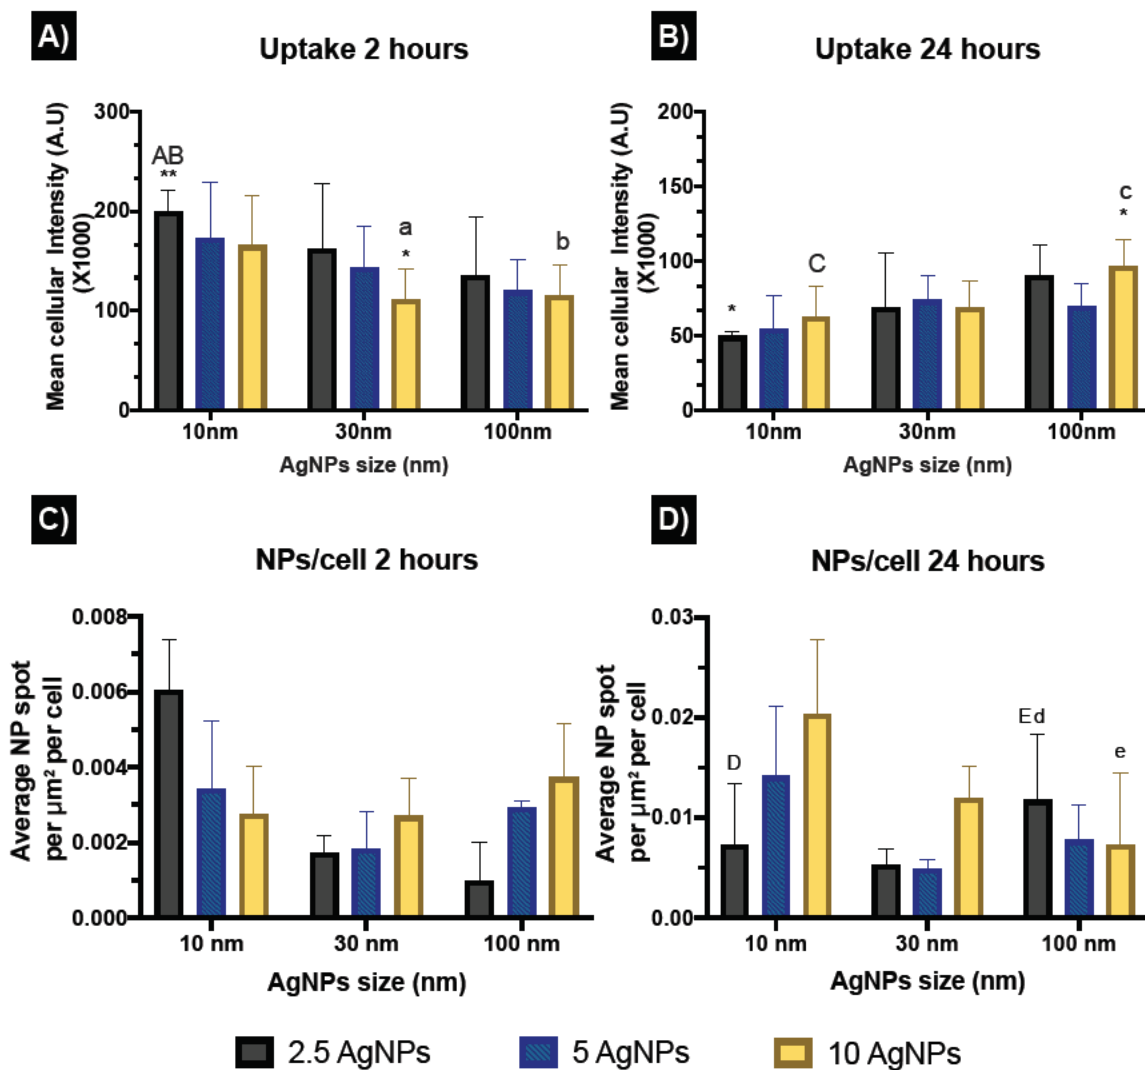 A)
Uptake 2 hours
Mean cellular Intensity (A.U)
(X1000)
300
200
100
0
AB
**
a
*
b
10nm
30nm
100nm
AgNPs size (nm)
B)
Uptake 24 hours
Mean cellular Intensity (A.U)
(X1000)
200
150
100
50
0
*
C
c
*
10nm
30nm
100nm
AgNPs size (nm)
C)
NPs/cell 2 hours
Average NP spot
per µm² per cell
0.008
0.006
0.004
0.002
0.000
10 nm
30 nm
100 nm
AgNPs size (nm)
D)
NPs/cell 24 hours
Average NP spot
per µm² per cell
0.03
0.02
0.01
0.00
D
Ed
e
10 nm
30 nm
100 nm
AgNPs size (nm)
2.5 AgNPs
5 AgNPs
10 AgNPs